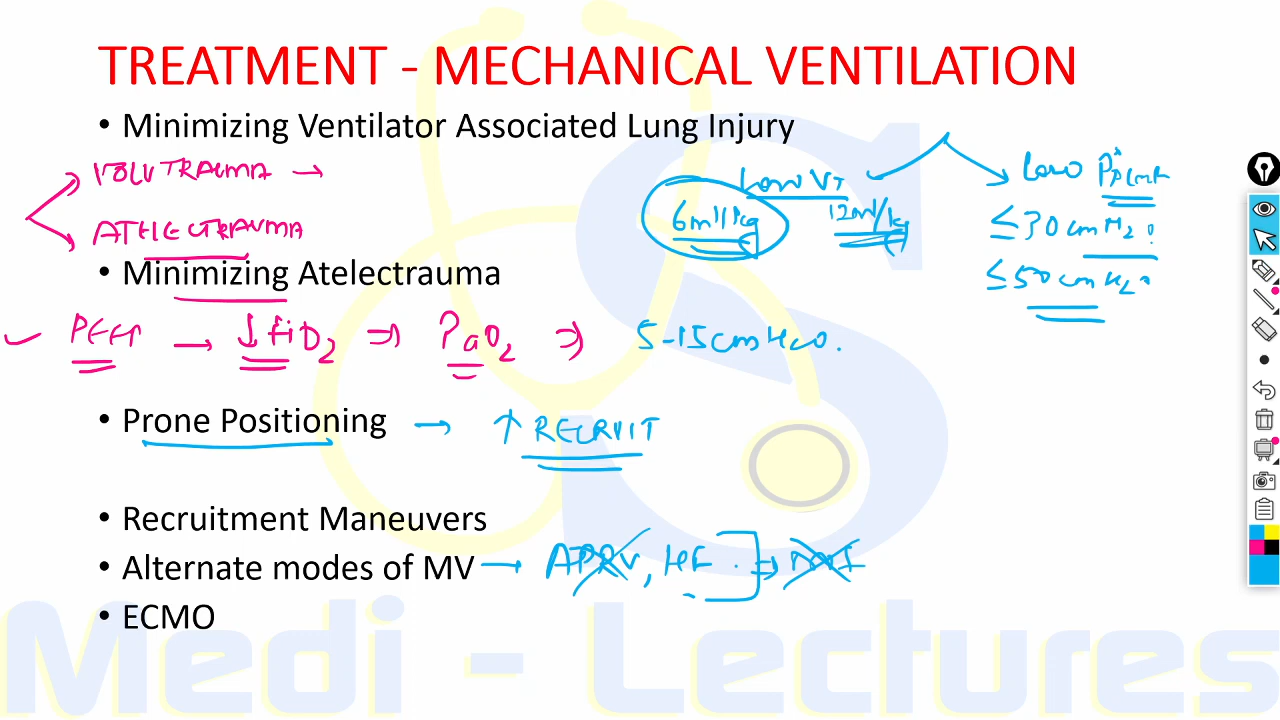 TREATMENT - MECHANICAL VENTILATION
• Minimizing Ventilator Associated Lung Injury
VOLUTRAUMA →
LOW VT
Low Pplat
6ml/kg
12ml/kg
≤30cmH2O
ATELECTRAUMA
• Minimizing Atelectrauma
≤50cmH2O
PEEP → ↓FiO2 ⇒ PaO2 ⇒ 5-15cmH2O.
• Prone Positioning → ↑ RECRUIT
• Recruitment Maneuvers
• Alternate modes of MV → APRV, HF
• ECMO
Medi - Lectures